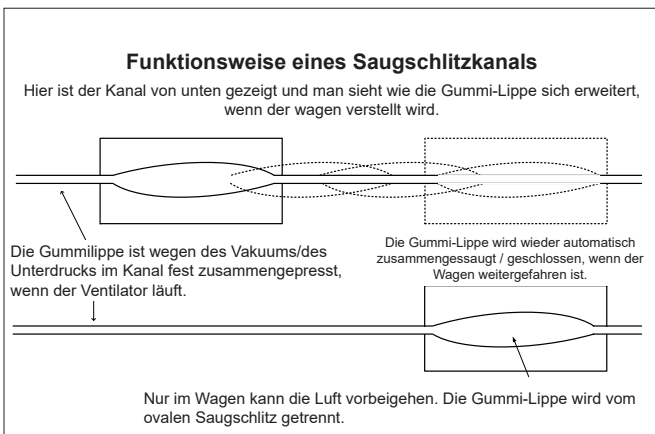 Funktionsweise eines Saugschlitzkanals
Hier ist der Kanal von unten gezeigt und man sieht wie die Gummi-Lippe sich erweitert,
wenn der wagen verstellt wird.
Die Gummilippe ist wegen des Vakuums/des
Unterdrucks im Kanal fest zusammengepresst,
wenn der Ventilator läuft.
Die Gummi-Lippe wird wieder automatisch
zusammengessaugt / geschlossen, wenn der
Wagen weitergefahren ist.
Nur im Wagen kann die Luft vorbeigehen. Die Gummi-Lippe wird vom
ovalen Saugschlitz getrennt.